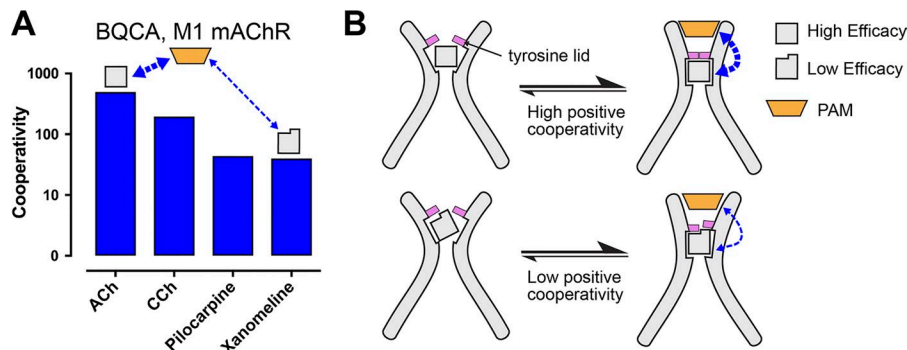 A
BQCA, M1 mAChR
Cooperativity
1000
100
10
0
ACh
CCh
Pilocarpine
Xanomeline
B
tyrosine lid
High positive
cooperativity
Low positive
cooperativity
High Efficacy
Low Efficacy
PAM